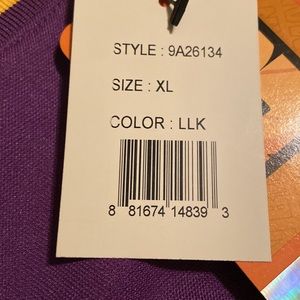 STYLE : 9A26134
SIZE : XL
COLOR : LLK
8 81674 14839 3